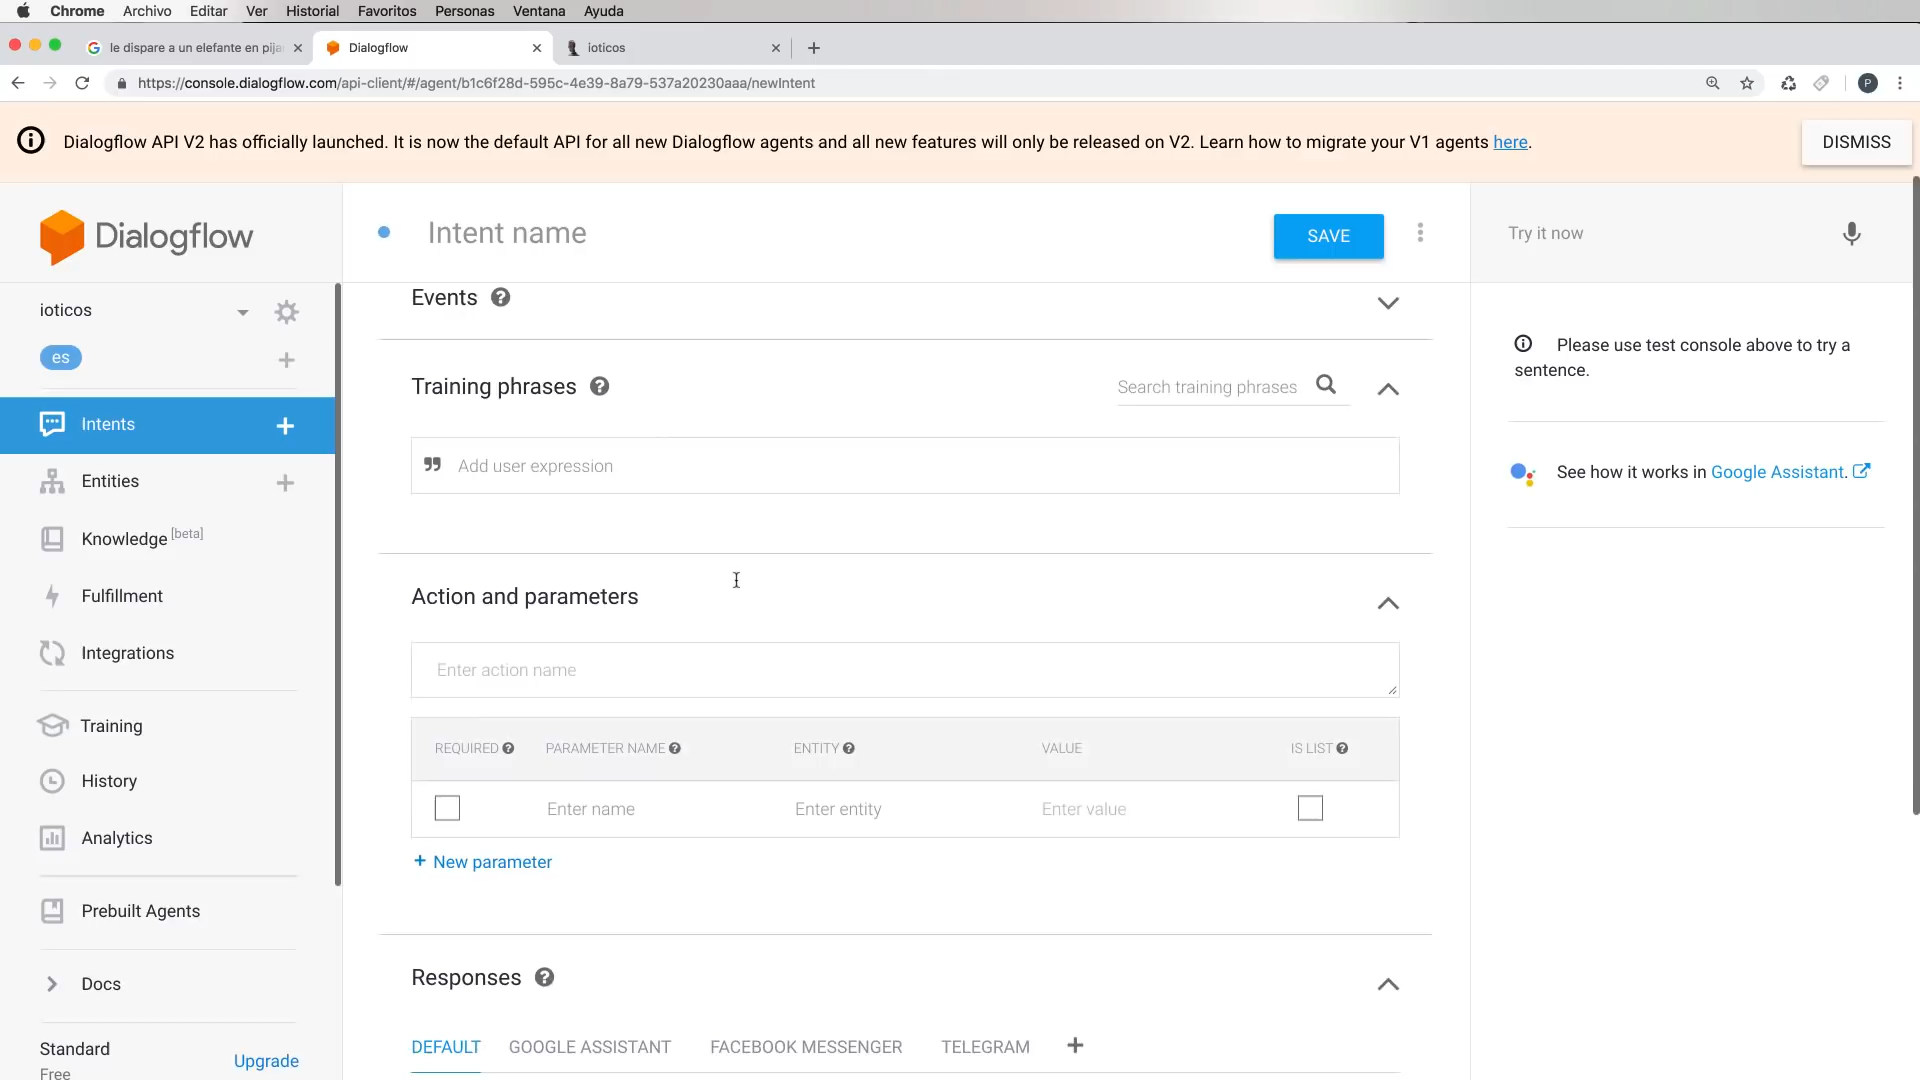 Chrome Archivo Editar Ver Historial Favoritos Personas Ventana Ayuda
le dispare a un elefante en pija
Dialogflow
ioticos
https://console.dialogflow.com/api-client/#/agent/b1c6f28d-595c-4e39-8a79-537a20230aaa/newIntent
P
Dialogflow API V2 has officially launched. It is now the default API for all new Dialogflow agents and all new features will only be released on V2. Learn how to migrate your V1 agents here.
DISMISS
Dialogflow
Intent name
SAVE
Try it now
ioticos
es
Intents
Entities
Knowledge [beta]
Fulfillment
Integrations
Training
History
Analytics
Prebuilt Agents
Docs
Standard
Free
Upgrade
Events
Training phrases
Search training phrases
Add user expression
Action and parameters
Enter action name
REQUIRED PARAMETER NAME ENTITY VALUE IS LIST
Enter name Enter entity Enter value
+ New parameter
Responses
DEFAULT GOOGLE ASSISTANT FACEBOOK MESSENGER TELEGRAM +
Please use test console above to try a
sentence.
See how it works in Google Assistant.